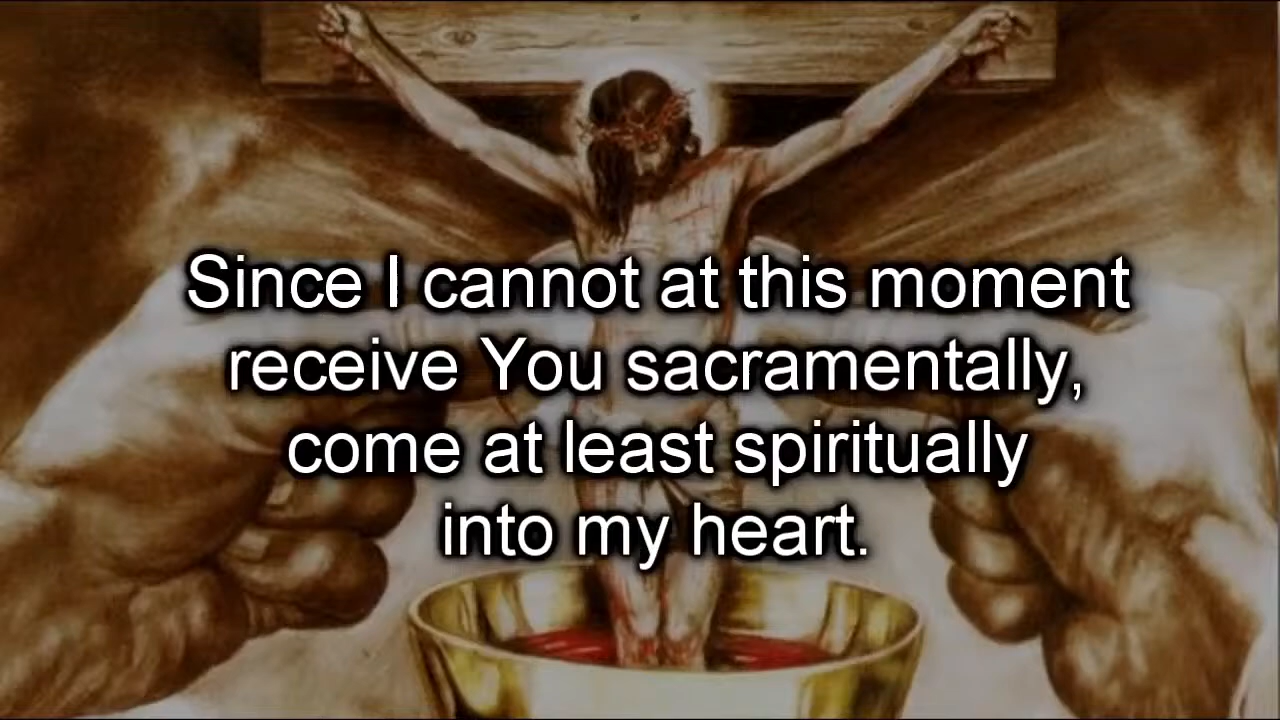 Since I cannot at this moment
receive You sacramentally,
come at least spiritually
into my heart.